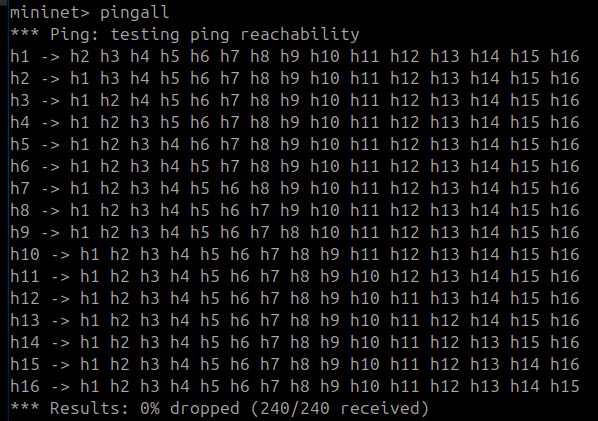 mininet> pingall
*** Ping: testing ping reachability
h1 -> h2 h3 h4 h5 h6 h7 h8 h9 h10 h11 h12 h13 h14 h15 h16
h2 -> h1 h3 h4 h5 h6 h7 h8 h9 h10 h11 h12 h13 h14 h15 h16
h3 -> h1 h2 h4 h5 h6 h7 h8 h9 h10 h11 h12 h13 h14 h15 h16
h4 -> h1 h2 h3 h5 h6 h7 h8 h9 h10 h11 h12 h13 h14 h15 h16
h5 -> h1 h2 h3 h4 h6 h7 h8 h9 h10 h11 h12 h13 h14 h15 h16
h6 -> h1 h2 h3 h4 h5 h7 h8 h9 h10 h11 h12 h13 h14 h15 h16
h7 -> h1 h2 h3 h4 h5 h6 h8 h9 h10 h11 h12 h13 h14 h15 h16
h8 -> h1 h2 h3 h4 h5 h6 h7 h9 h10 h11 h12 h13 h14 h15 h16
h9 -> h1 h2 h3 h4 h5 h6 h7 h8 h10 h11 h12 h13 h14 h15 h16
h10 -> h1 h2 h3 h4 h5 h6 h7 h8 h9 h11 h12 h13 h14 h15 h16
h11 -> h1 h2 h3 h4 h5 h6 h7 h8 h9 h10 h12 h13 h14 h15 h16
h12 -> h1 h2 h3 h4 h5 h6 h7 h8 h9 h10 h11 h13 h14 h15 h16
h13 -> h1 h2 h3 h4 h5 h6 h7 h8 h9 h10 h11 h12 h14 h15 h16
h14 -> h1 h2 h3 h4 h5 h6 h7 h8 h9 h10 h11 h12 h13 h15 h16
h15 -> h1 h2 h3 h4 h5 h6 h7 h8 h9 h10 h11 h12 h13 h14 h16
h16 -> h1 h2 h3 h4 h5 h6 h7 h8 h9 h10 h11 h12 h13 h14 h15
*** Results: 0% dropped (240/240 received)